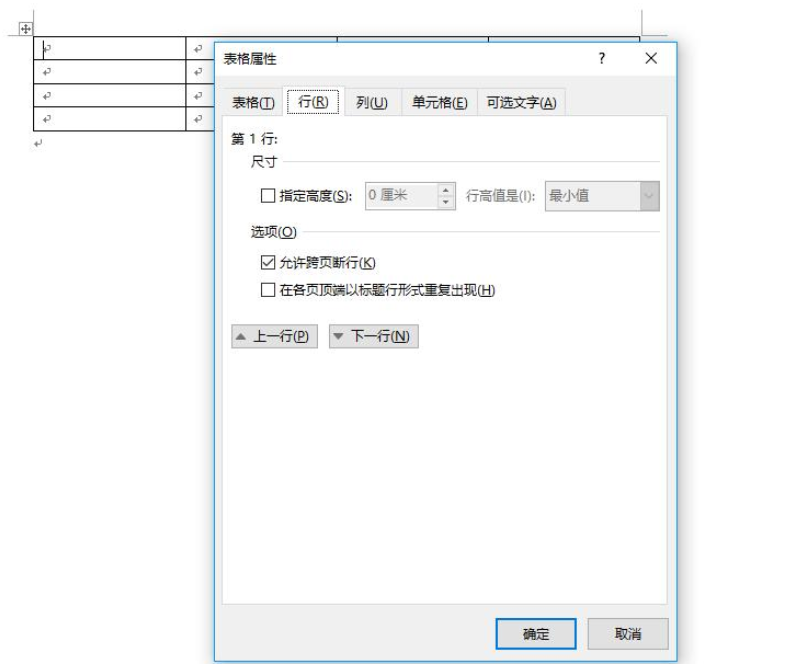 表格属性
表格(T) 行(R) 列(U) 单元格(E) 可选文字(A)
第 1 行:
尺寸
指定高度(S): 0 厘米 行高值是(I): 最小值
选项(O)
允许跨页断行(K)
在各页顶端以标题行形式重复出现(H)
上一行(P) 下一行(N)
确定 取消